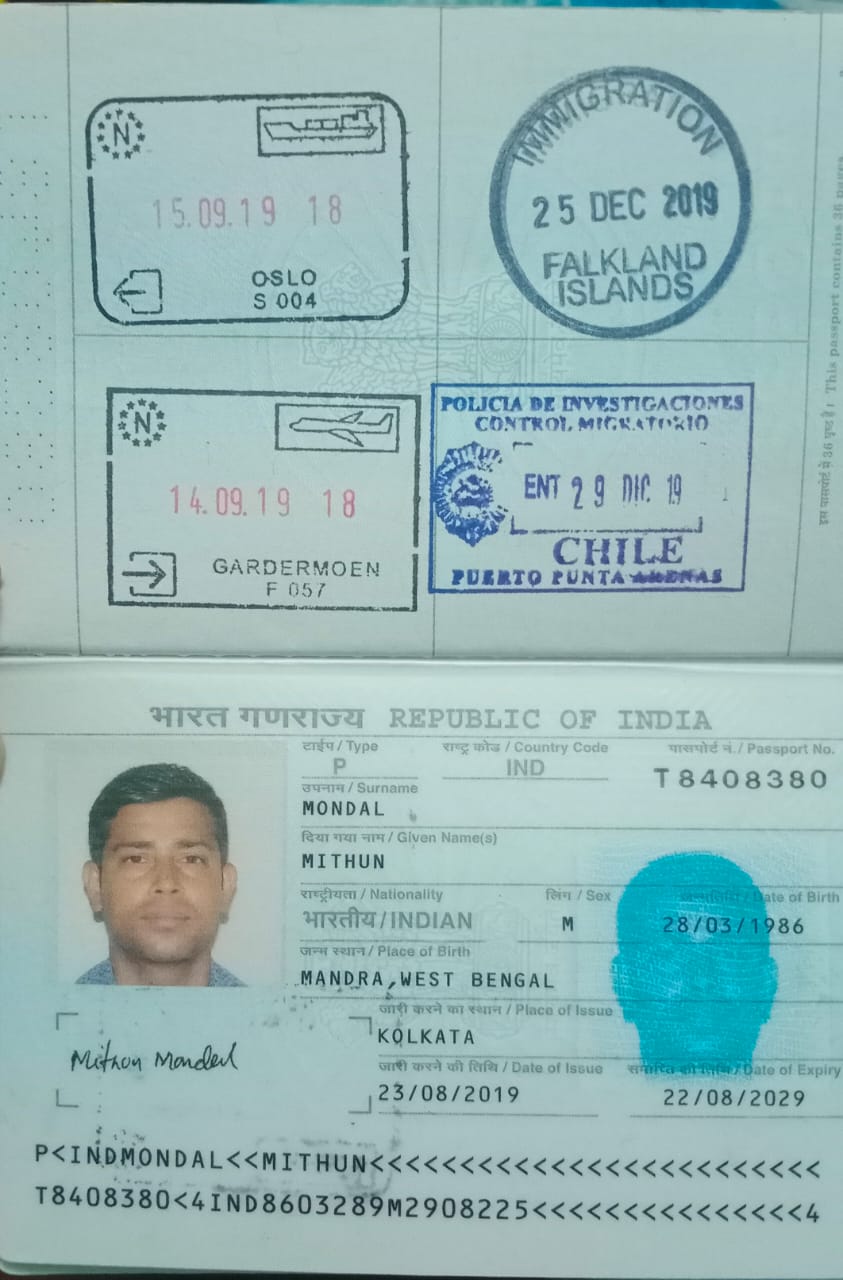 N
15.09.19 18
OSLO
S 004
IMMIGRATION
25 DEC 2019
FALKLAND
ISLANDS
N
14.09.19 18
GARDERMOEN
F 057
POLICIA DE INVESTIGACIONES
CONTROL MIGRATORIO
ENT 29 DIC 19
CHILE
PUERTO PUNTA ARENAS
इस पासपोर्ट में 36 पृष्ठ हैं। This passport contains 36 pages
भारत गणराज्य REPUBLIC OF INDIA
टाईप / Type राष्ट्र कोड / Country Code पासपोर्ट नं. / Passport No.
P IND T8408380
उपनाम / Surname
MONDAL
दिया गया नाम / Given Name(s)
MITHUN
राष्ट्रीयता / Nationality लिंग / Sex Date of Birth
भारतीय / INDIAN M 28/03/1986
जन्म स्थान / Place of Birth
MANDRA,WEST BENGAL
जारी करने का स्थान / Place of Issue
KOLKATA
जारी करने की तिथि / Date of Issue समाप्ति की तिथि / Date of Expiry
23/08/2019 22/08/2029
Mithun Mondal
P<INDMONDAL<<MITHUN<<<<<<<<<<<<<<<<<<<<<<<<<
T8408380<4IND8603289M2908225<<<<<<<<<<<<<<<4